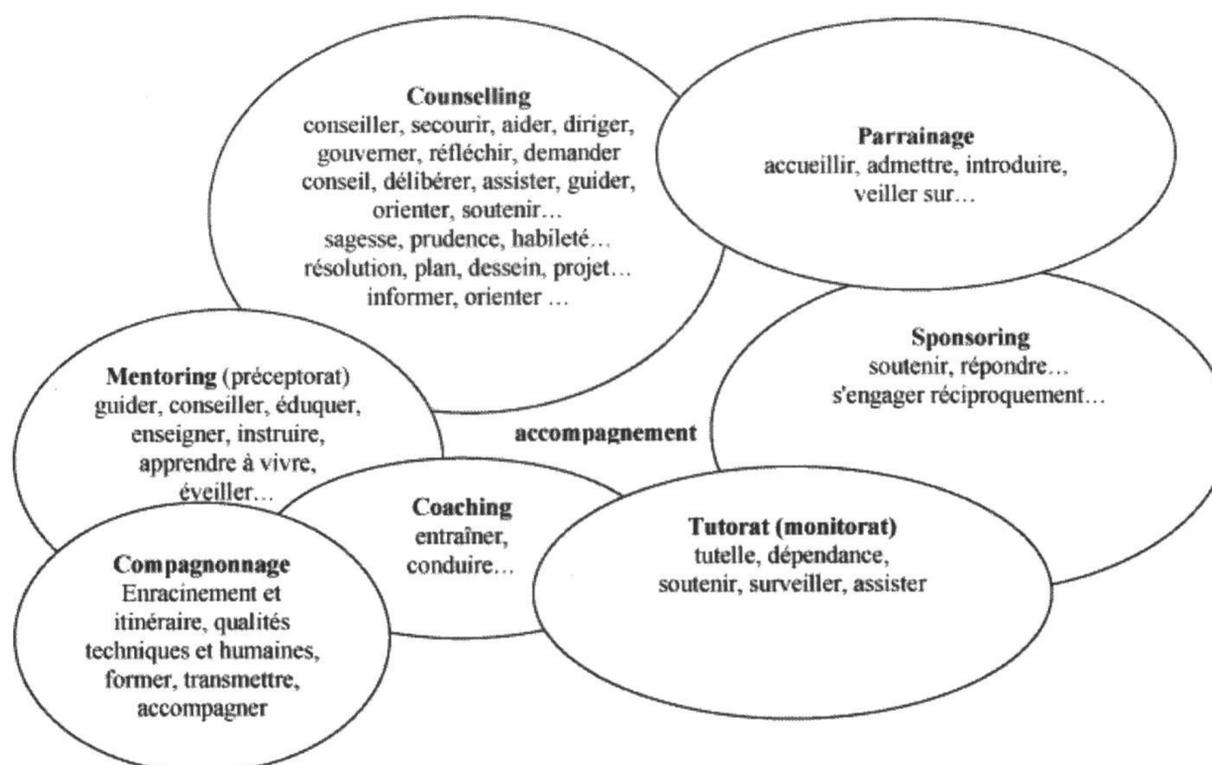 Counselling
conseiller, secourir, aider, diriger,
gouverner, réfléchir, demander
conseil, délibérer, assister, guider,
orienter, soutenir…
sagesse, prudence, habileté…
résolution, plan, dessein, projet…
informer, orienter …
Parrainage
accueillir, admettre, introduire,
veiller sur…
Sponsoring
soutenir, répondre…
s'engager réciproquement…
Mentoring (préceptorat)
guider, conseiller, éduquer,
enseigner, instruire,
apprendre à vivre,
éveiller…
accompagnement
Coaching
entraîner,
conduire…
Tutorat (monitorat)
tutelle, dépendance,
soutenir, surveiller, assister
Compagnonnage
Enracinement et
itinéraire, qualités
techniques et humaines,
former, transmettre,
accompagner